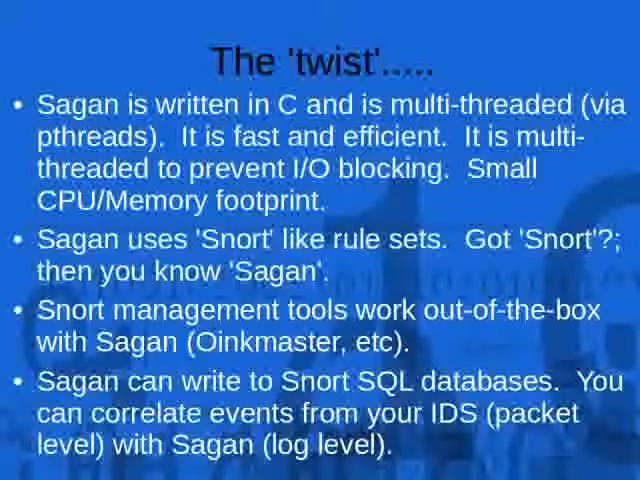 The 'twist'.....
• Sagan is written in C and is multi-threaded (via
pthreads).  It is fast and efficient.  It is multi-
threaded to prevent I/O blocking.  Small
CPU/Memory footprint.
• Sagan uses 'Snort' like rule sets.  Got 'Snort'?;
then you know 'Sagan'.
• Snort management tools work out-of-the-box
with Sagan (Oinkmaster, etc).
• Sagan can write to Snort SQL databases.  You
can correlate events from your IDS (packet
level) with Sagan (log level).